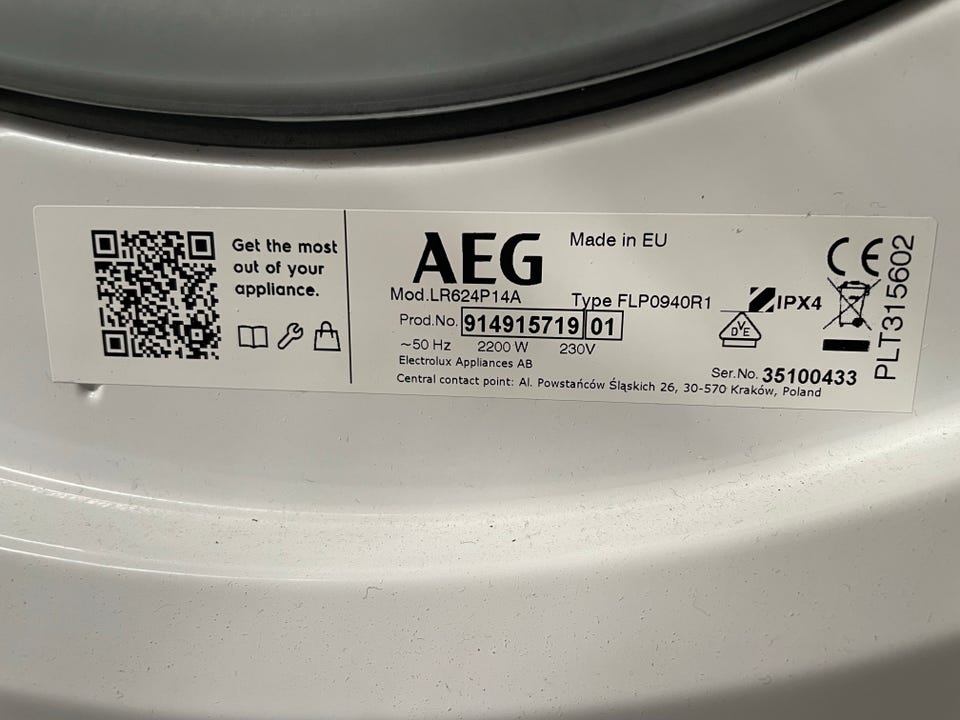 Get the most
out of your
appliance.
AEG
Made in EU
Mod.LR624P14A
Type FLP0940R1
IPX4
Prod.No. 914915719 01
~50 Hz 2200 W 230V
DVE
Electrolux Appliances AB
Ser.No. 35100433
Central contact point: Al. Powstańców Śląskich 26, 30-570 Kraków, Poland
CE
PLT315602